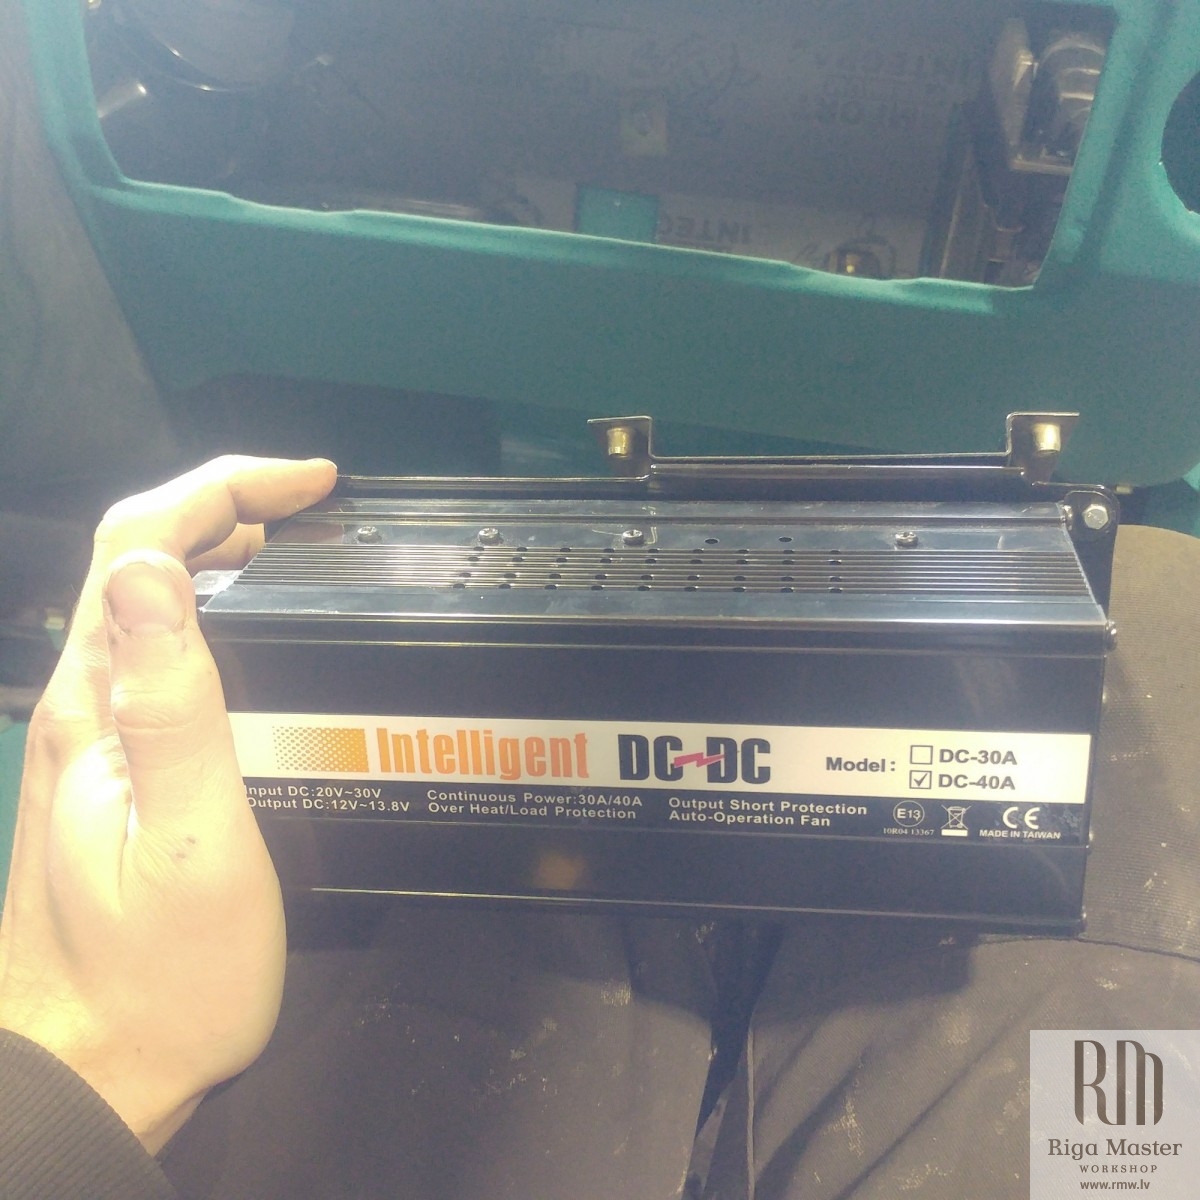 INTEGRA
INTEG
Intelligent DC DC
Model: ☐ DC-30A
☑ DC-40A
Input DC:20V~30V
Output DC:12V~13.8V
Continuous Power:30A/40A
Over Heat/Load Protection
Output Short Protection
Auto-Operation Fan
E13
10R04 13367
CE
MADE IN TAIWAN
RM
Riga Master
WORKSHOP
www.rmw.lv